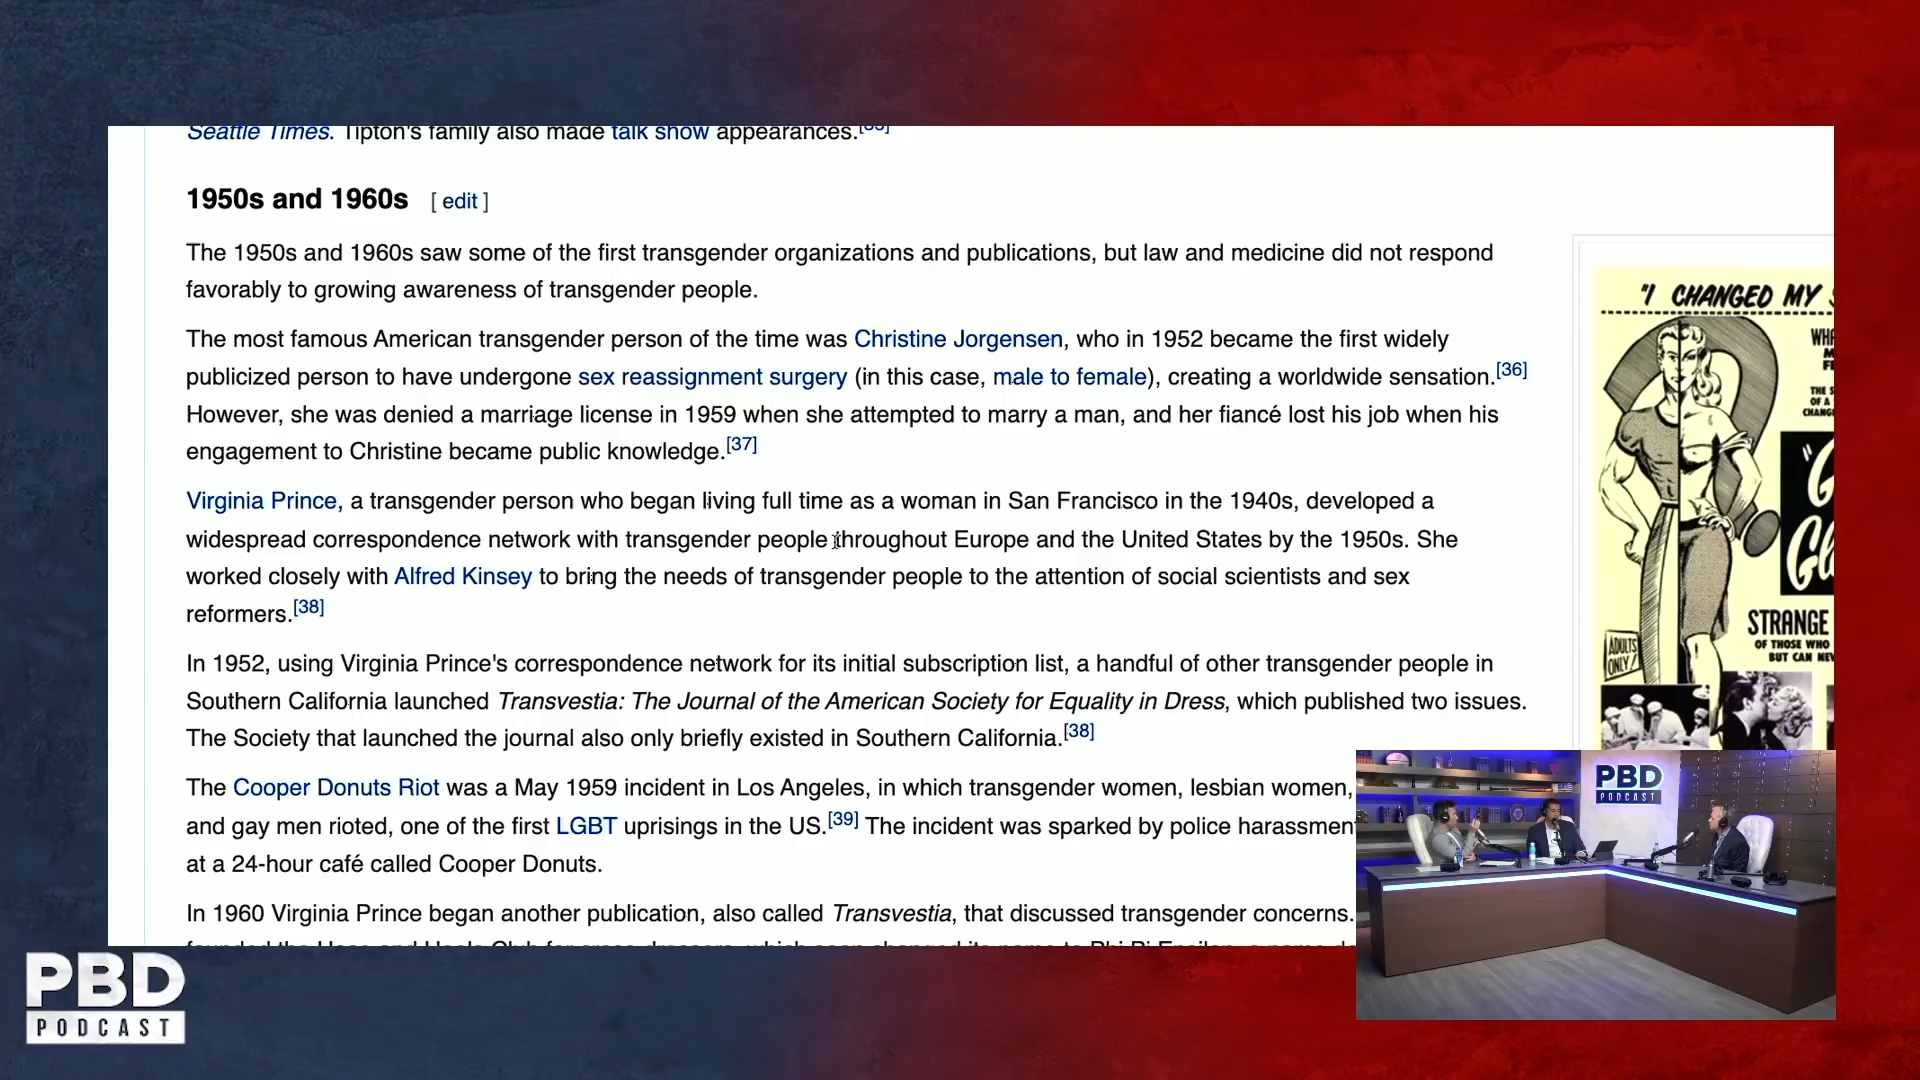 Seattle Times. Tipton's family also made talk show appearances.[35]
1950s and 1960s [ edit ]
The 1950s and 1960s saw some of the first transgender organizations and publications, but law and medicine did not respond
favorably to growing awareness of transgender people.
The most famous American transgender person of the time was Christine Jorgensen, who in 1952 became the first widely
publicized person to have undergone sex reassignment surgery (in this case, male to female), creating a worldwide sensation.[36]
However, she was denied a marriage license in 1959 when she attempted to marry a man, and her fiancé lost his job when his
engagement to Christine became public knowledge.[37]
Virginia Prince, a transgender person who began living full time as a woman in San Francisco in the 1940s, developed a
widespread correspondence network with transgender people throughout Europe and the United States by the 1950s. She
worked closely with Alfred Kinsey to bring the needs of transgender people to the attention of social scientists and sex
reformers.[38]
In 1952, using Virginia Prince's correspondence network for its initial subscription list, a handful of other transgender people in
Southern California launched Transvestia: The Journal of the American Society for Equality in Dress, which published two issues.
The Society that launched the journal also only briefly existed in Southern California.[38]
The Cooper Donuts Riot was a May 1959 incident in Los Angeles, in which transgender women, lesbian women,
and gay men rioted, one of the first LGBT uprisings in the US.[39] The incident was sparked by police harassment
at a 24-hour café called Cooper Donuts.
In 1960 Virginia Prince began another publication, also called Transvestia, that discussed transgender concerns.
"I CHANGED MY
THE S
OF A
CHANG
STRANGE
OF THOSE WHO
BUT CAN NEV
ADULTS
ONLY!
PBD
PODCAST
PBD
PODCAST